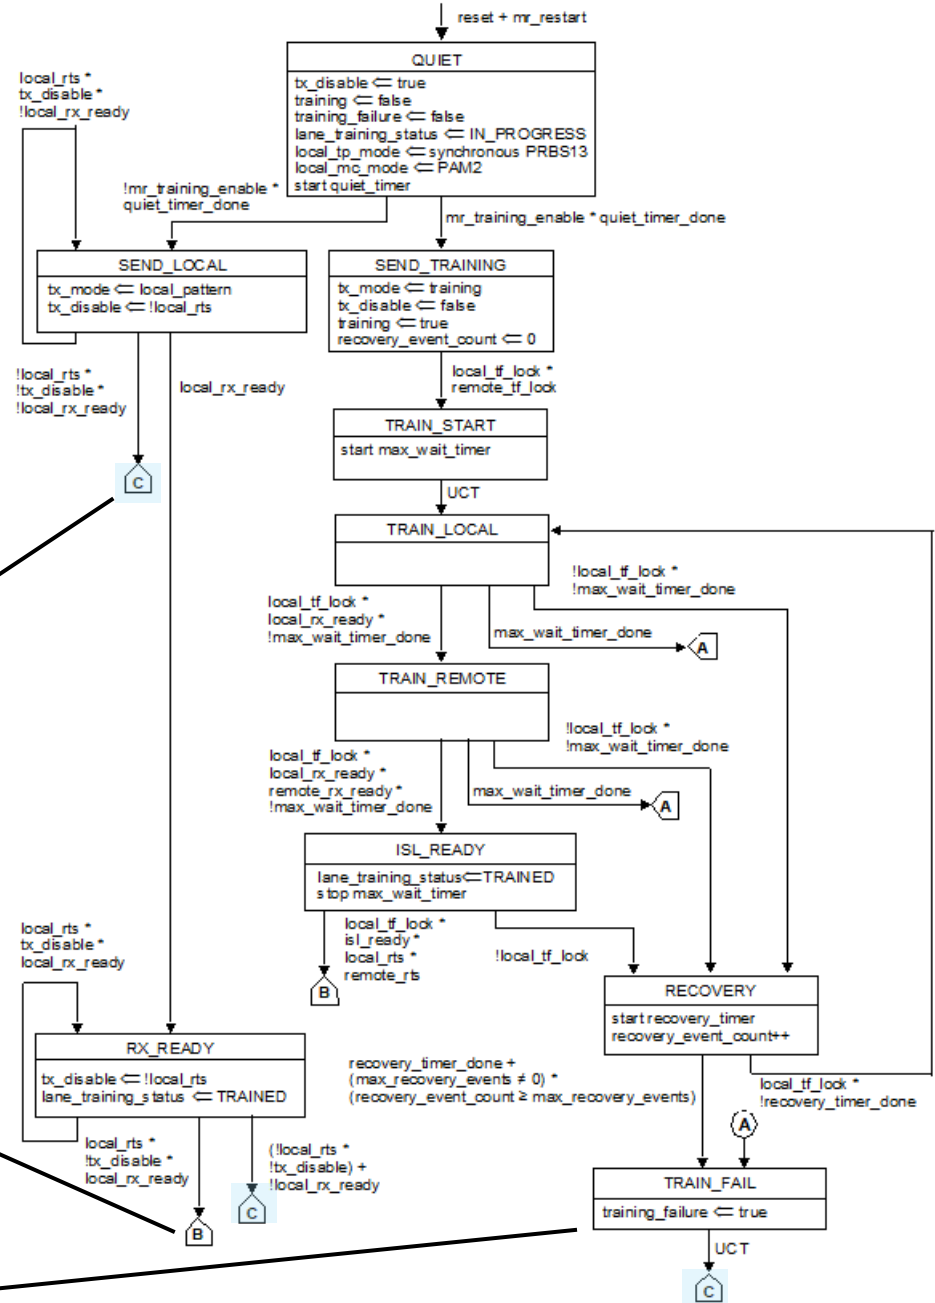 reset + mr_restart
QUIET
tx_disable ⇐ true
training ⇐ false
training_failure ⇐ false
lane_training_status ⇐ IN_PROGRESS
local_tp_mode ⇐ synchronous PRBS13
local_mc_mode ⇐ PAM2
start quiet_timer
local_rts *
tx_disable *
!local_rx_ready
!mr_training_enable *
quiet_timer_done
mr_training_enable * quiet_timer_done
SEND_LOCAL
tx_mode ⇐ local_pattern
tx_disable ⇐ !local_rts
SEND_TRAINING
tx_mode ⇐ training
tx_disable ⇐ false
training ⇐ true
recovery_event_count ⇐ 0
!local_rts *
!tx_disable *
!local_rx_ready
local_rx_ready
C
local_tf_lock *
remote_tf_lock
TRAIN_START
start max_wait_timer
UCT
TRAIN_LOCAL
local_tf_lock *
local_rx_ready *
!max_wait_timer_done
max_wait_timer_done
A
!local_tf_lock *
!max_wait_timer_done
TRAIN_REMOTE
local_tf_lock *
local_rx_ready *
remote_rx_ready *
!max_wait_timer_done
max_wait_timer_done
A
!local_tf_lock *
!max_wait_timer_done
ISL_READY
lane_training_status⇐TRAINED
stop max_wait_timer
local_tf_lock *
isl_ready *
local_rts *
remote_rts
B
!local_tf_lock
RECOVERY
start recovery_timer
recovery_event_count++
local_rts *
tx_disable *
local_rx_ready
RX_READY
tx_disable ⇐ !local_rts
lane_training_status ⇐ TRAINED
recovery_timer_done +
(max_recovery_events ≠ 0) *
(recovery_event_count ≥ max_recovery_events)
local_tf_lock *
!recovery_timer_done
A
local_rts *
!tx_disable *
local_rx_ready
B
(!local_rts *
!tx_disable) +
!local_rx_ready
C
TRAIN_FAIL
training_failure ⇐ true
UCT
C